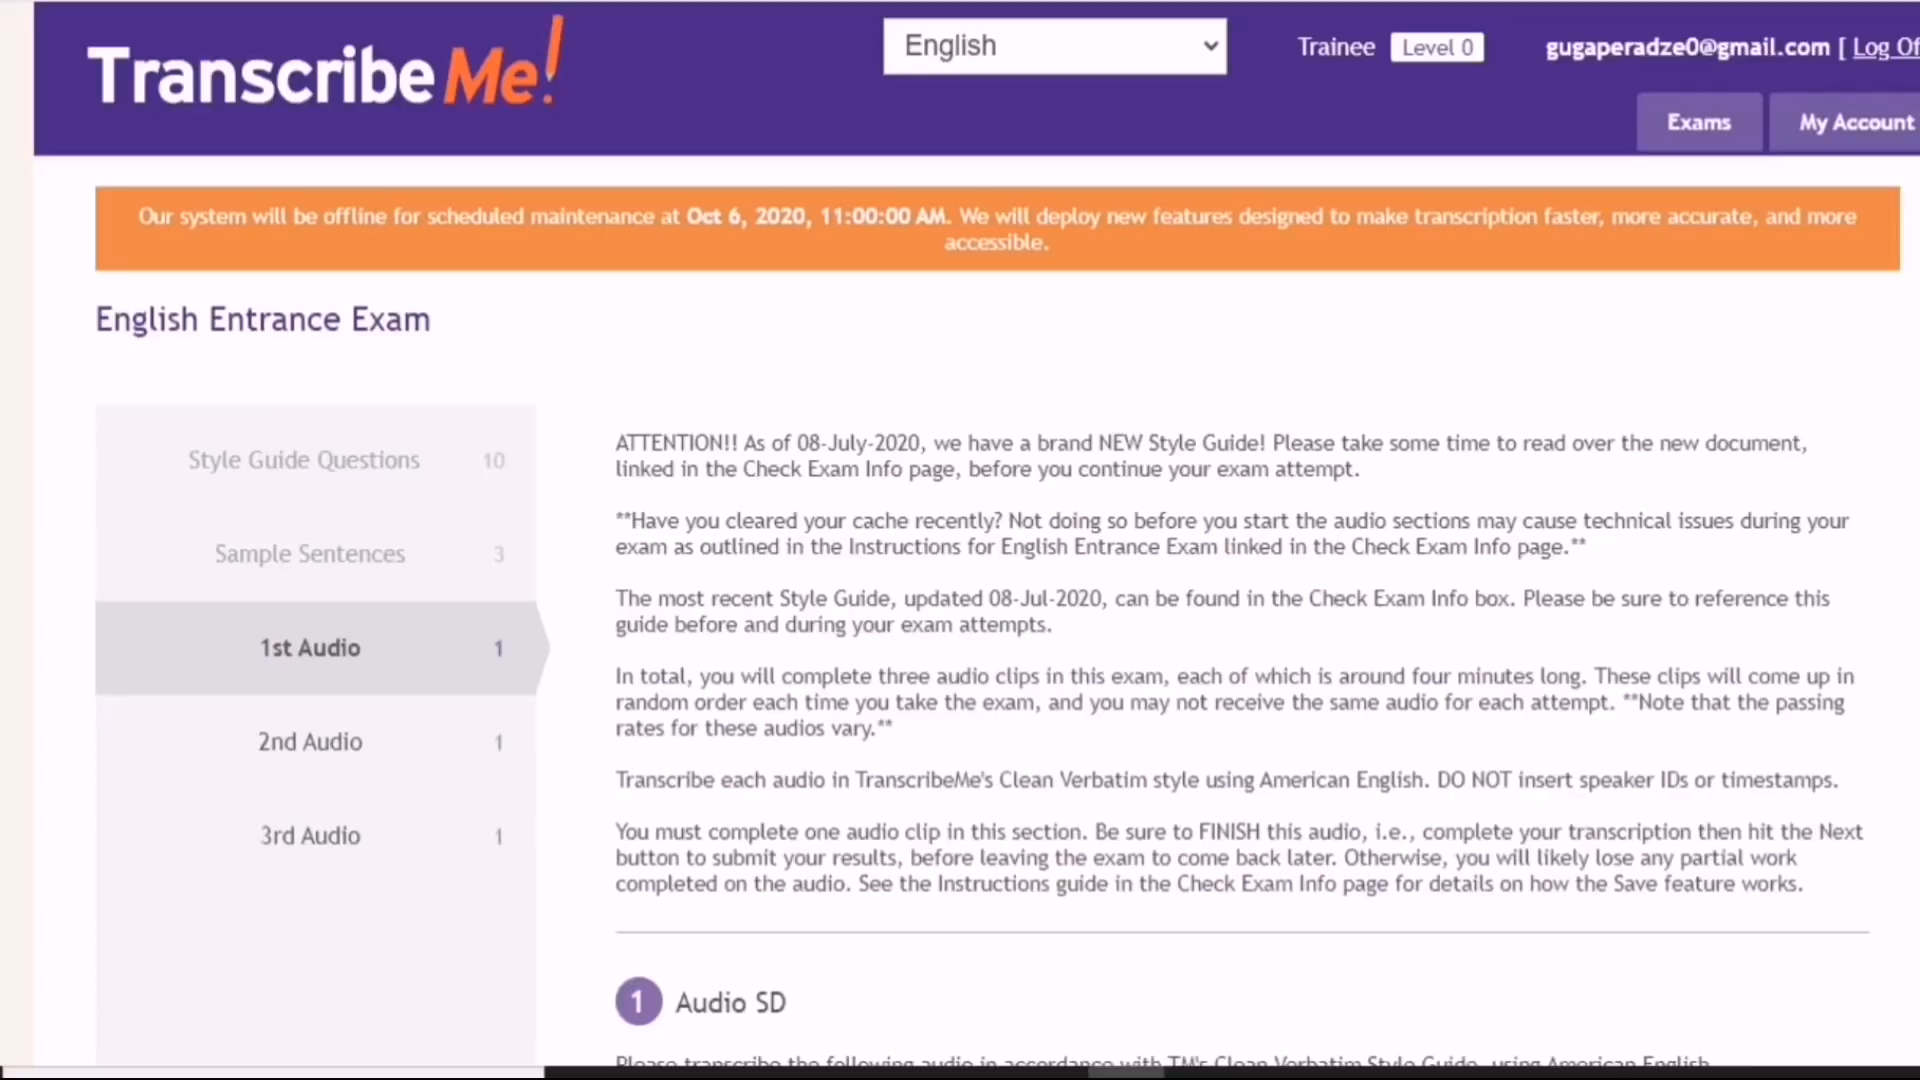 TranscribeMe!
English
Trainee Level 0
gugaperadze0@gmail.com [ Log Of
Exams
My Account
Our system will be offline for scheduled maintenance at Oct 6, 2020, 11:00:00 AM. We will deploy new features designed to make transcription faster, more accurate, and more
accessible.
English Entrance Exam
Style Guide Questions 10
Sample Sentences 3
1st Audio 1
2nd Audio 1
3rd Audio 1
ATTENTION!! As of 08-July-2020, we have a brand NEW Style Guide! Please take some time to read over the new document,
linked in the Check Exam Info page, before you continue your exam attempt.
**Have you cleared your cache recently? Not doing so before you start the audio sections may cause technical issues during your
exam as outlined in the Instructions for English Entrance Exam linked in the Check Exam Info page.**
The most recent Style Guide, updated 08-Jul-2020, can be found in the Check Exam Info box. Please be sure to reference this
guide before and during your exam attempts.
In total, you will complete three audio clips in this exam, each of which is around four minutes long. These clips will come up in
random order each time you take the exam, and you may not receive the same audio for each attempt. **Note that the passing
rates for these audios vary.**
Transcribe each audio in TranscribeMe's Clean Verbatim style using American English. DO NOT insert speaker IDs or timestamps.
You must complete one audio clip in this section. Be sure to FINISH this audio, i.e., complete your transcription then hit the Next
button to submit your results, before leaving the exam to come back later. Otherwise, you will likely lose any partial work
completed on the audio. See the Instructions guide in the Check Exam Info page for details on how the Save feature works.
1 Audio SD
Please transcribe the following audio in accordance with TM's Clean Verbatim Style Guide, using American English.